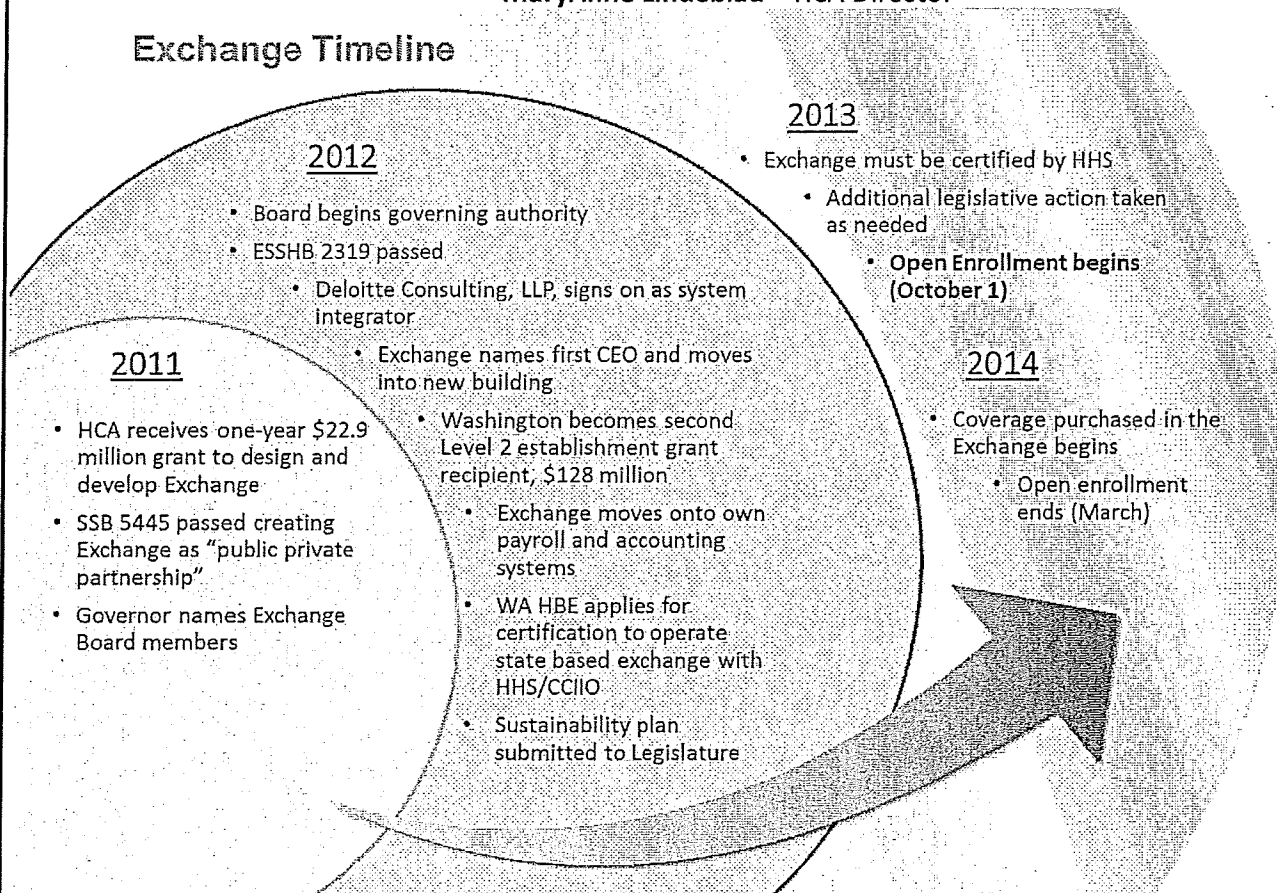 MaryAnne Lindeblad – HCA Director
Exchange Timeline
2011
• HCA receives one-year $22.9
million grant to design and
develop Exchange
• SSB 5445 passed creating
Exchange as “public private
partnership”
• Governor names Exchange
Board members
2012
• Board begins governing authority
• ESSHB 2319 passed
• Deloitte Consulting, LLP, signs on as system
integrator
• Exchange names first CEO and moves
into new building
• Washington becomes second
Level 2 establishment grant
recipient, $128 million
• Exchange moves onto own
payroll and accounting
systems
• WA HBE applies for
certification to operate
state based exchange with
HHS/CCIIO
• Sustainability plan
submitted to Legislature
2013
• Exchange must be certified by HHS
• Additional legislative action taken
as needed
• Open Enrollment begins
(October 1)
2014
• Coverage purchased in the
Exchange begins
• Open enrollment
ends (March)